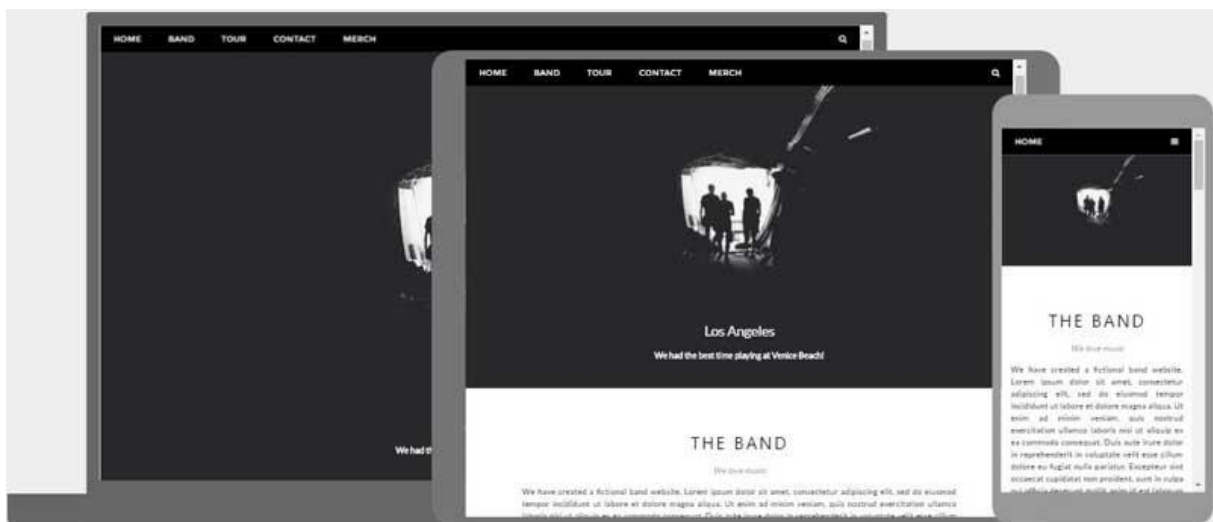 HOME BAND TOUR CONTACT MERCH
We had th
HOME BAND TOUR CONTACT MERCH
Los Angeles
We had the best time playing at Venice Beach!
THE BAND
We love music
We have created a fictional band website. Lorem ipsum dolor sit amet, consectetur adipiscing elit, sed do eiusmod
tempor incididunt ut labore et dolore magna aliqua. Ut enim ad minim veniam, quis nostrud exercitation ullamco
HOME
THE BAND
We love music
We have created a fictional band website.
Lorem ipsum dolor sit amet, consectetur
adipiscing elit, sed do eiusmod tempor
incididunt ut labore et dolore magna aliqua. Ut
enim ad minim veniam, quis nostrud
exercitation ullamco laboris nisi ut aliquip ex
ea commodo consequat. Duis aute irure dolor
in reprehenderit in voluptate velit esse cillum
dolore eu fugiat nulla pariatur. Excepteur sint
occaecat cupidatat non proident, sunt in culpa